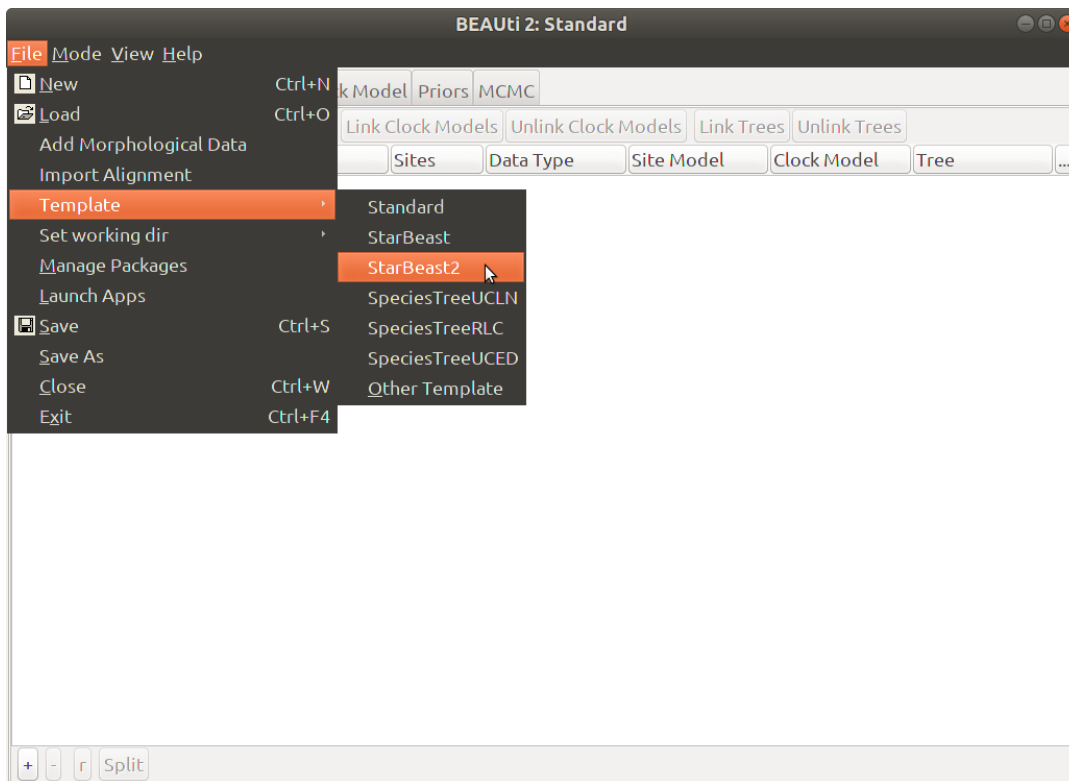 BEAUti 2: Standard
File Mode View Help
New Ctrl+N
Load Ctrl+O
Add Morphological Data
Import Alignment
Template
Set working dir
Manage Packages
Launch Apps
Save Ctrl+S
Save As
Close Ctrl+W
Exit Ctrl+F4
Standard
StarBeast
StarBeast2
SpeciesTreeUCLN
SpeciesTreeRLC
SpeciesTreeUCED
Other Template
k Model Priors MCMC
Link Clock Models Unlink Clock Models Link Trees Unlink Trees
Sites Data Type Site Model Clock Model Tree ...
+ - r Split